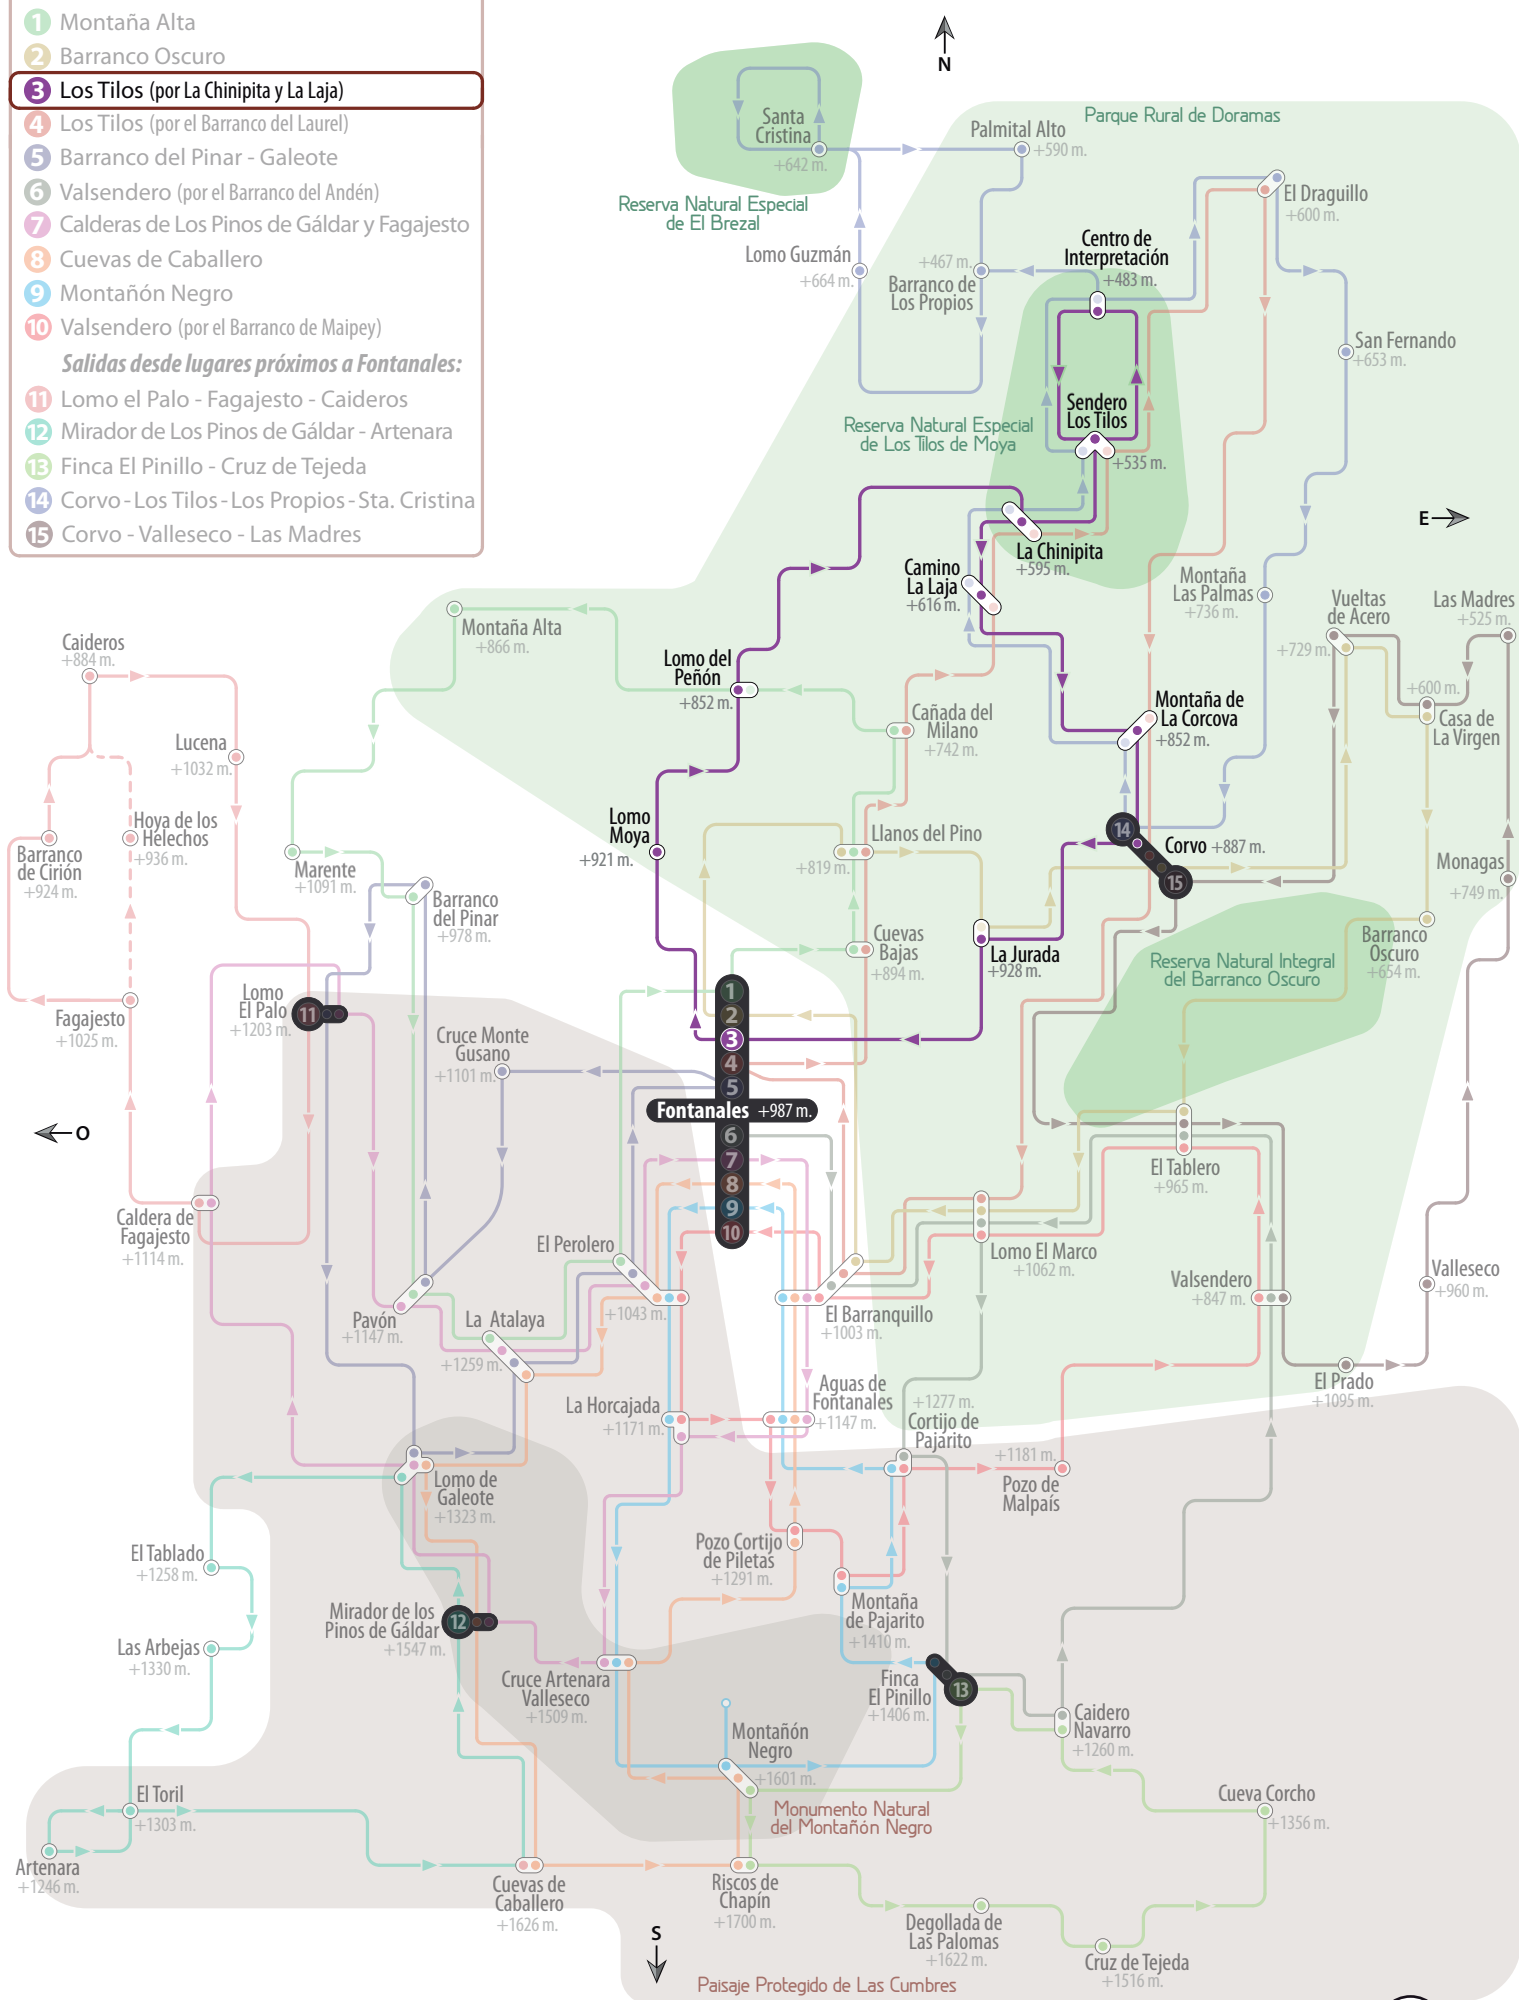 1 Montaña Alta
2 Barranco Oscuro
3 Los Tilos (por La Chinipita y La Laja)
4 Los Tilos (por el Barranco del Laurel)
5 Barranco del Pinar - Galeote
6 Valsendero (por el Barranco del Andén)
7 Calderas de Los Pinos de Gáldar y Fagajesto
8 Cuevas de Caballero
9 Montañón Negro
10 Valsendero (por el Barranco de Maipey)
Salidas desde lugares próximos a Fontanales:
11 Lomo el Palo - Fagajesto - Caideros
12 Mirador de Los Pinos de Gáldar - Artenara
13 Finca El Pinillo - Cruz de Tejeda
14 Corvo - Los Tilos - Los Propios - Sta. Cristina
15 Corvo - Valleseco - Las Madres
N
Santa
Cristina
+642 m.
Reserva Natural Especial
de El Brezal
Palmital Alto
+590 m.
Parque Rural de Doramas
El Draguillo
+600 m.
Lomo Guzmán
+664 m.
+467 m.
Barranco de
Los Propios
Centro de
Interpretación
+483 m.
San Fernando
+653 m.
Sendero
Los Tilos
+535 m.
Reserva Natural Especial
de Los Tilos de Moya
E
La Chinipita
+595 m.
Camino
La Laja
+616 m.
Montaña
Las Palmas
+736 m.
Vueltas
de Acero
+729 m.
Las Madres
+525 m.
Montaña Alta
+866 m.
Caideros
+884 m.
Lomo del
Peñón
+852 m.
Cañada del
Milano
+742 m.
Montaña de
La Corcova
+852 m.
+600 m.
Casa de
La Virgen
Lucena
+1032 m.
Hoya de los
Helechos
+936 m.
Barranco
de Cirión
+924 m.
Marente
+1091 m.
Lomo
Moya
+921 m.
Llanos del Pino
+819 m.
14
Corvo +887 m.
15
Monagas
+749 m.
Barranco
del Pinar
+978 m.
Cuevas
Bajas
+894 m.
La Jurada
+928 m.
Barranco
Oscuro
+654 m.
Reserva Natural Integral
del Barranco Oscuro
Fagajesto
+1025 m.
Lomo
El Palo
+1203 m.
11
Cruce Monte
Gusano
+1101 m.
1
2
3
4
5
Fontanales +987 m.
6
7
8
9
10
O
El Tablero
+965 m.
Caldera de
Fagajesto
+1114 m.
El Perolero
+1043 m.
Lomo El Marco
+1062 m.
Valsendero
+847 m.
Valleseco
+960 m.
Pavón
+1147 m.
La Atalaya
+1259 m.
El Barranquillo
+1003 m.
El Prado
+1095 m.
La Horcajada
+1171 m.
Aguas de
Fontanales
+1147 m.
+1277 m.
Cortijo de
Pajarito
+1181 m.
Pozo de
Malpaís
Lomo de
Galeote
+1323 m.
El Tablado
+1258 m.
Pozo Cortijo
de Piletas
+1291 m.
Montaña
de Pajarito
+1410 m.
Mirador de los
Pinos de Gáldar
+1547 m.
12
Las Arbejas
+1330 m.
Cruce Artenara
Valleseco
+1509 m.
Finca
El Pinillo
+1406 m.
13
Caidero
Navarro
+1260 m.
Montañón
Negro
+1601 m.
El Toril
+1303 m.
Monumento Natural
del Montañón Negro
Cueva Corcho
+1356 m.
Artenara
+1246 m.
Cuevas de
Caballero
+1626 m.
Riscos de
Chapín
+1700 m.
Degollada de
Las Palomas
+1622 m.
Cruz de Tejeda
+1516 m.
S
Paisaje Protegido de Las Cumbres